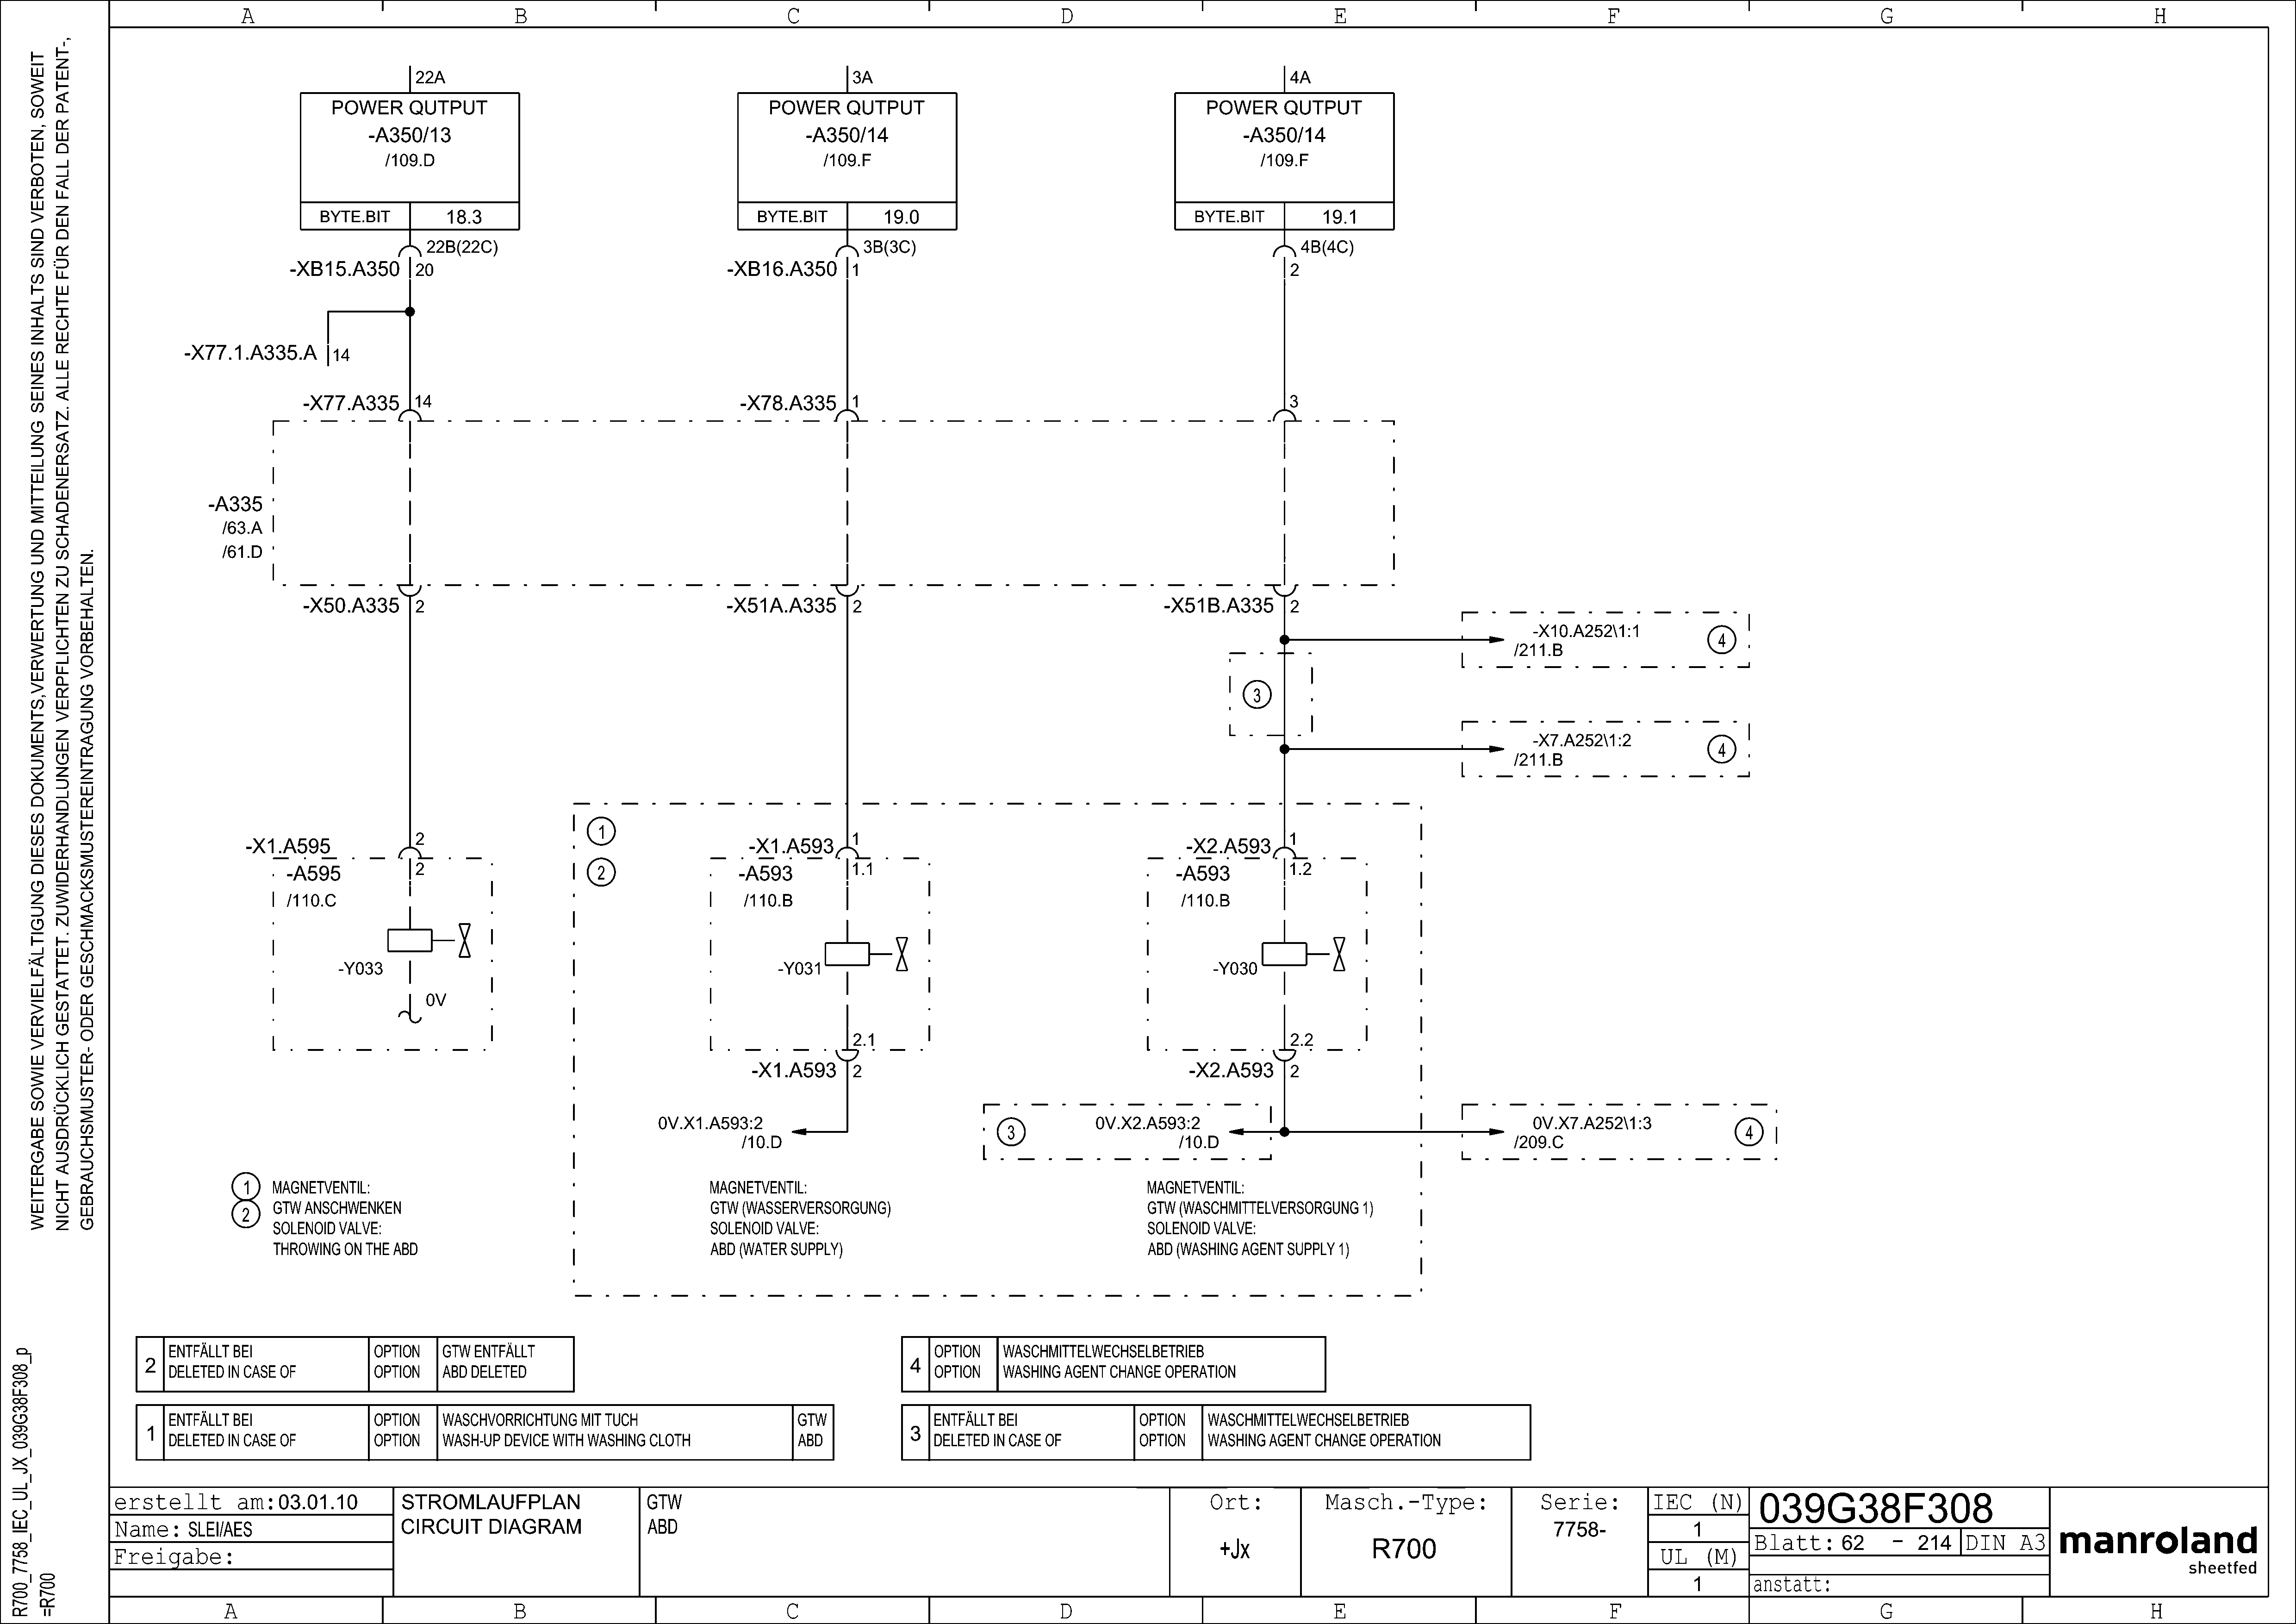 A B C D E F G H
22A
POWER QUTPUT
-A350/13
/109.D
BYTE.BIT 18.3
22B(22C)
-XB15.A350 20
-X77.1.A335.A 14
-X77.A335 14
3A
POWER QUTPUT
-A350/14
/109.F
BYTE.BIT 19.0
3B(3C)
-XB16.A350 1
-X78.A335 1
4A
POWER QUTPUT
-A350/14
/109.F
BYTE.BIT 19.1
4B(4C)
2
3
-A335
/63.A
/61.D
-X50.A335 2
-X51A.A335 2
-X51B.A335 2
-X10.A252\1:1
/211.B
4
3
-X7.A252\1:2
/211.B
4
1
2
-X1.A595 2
-A595 2
/110.C
-Y033
0V
-X1.A593 1
-A593 1.1
/110.B
-Y031
2.1
-X1.A593 2
0V.X1.A593:2
/10.D
-X2.A593 1
-A593 1.2
/110.B
-Y030
2.2
-X2.A593 2
3
0V.X2.A593:2
/10.D
0V.X7.A252\1:3
/209.C
4
1
2
MAGNETVENTIL:
GTW ANSCHWENKEN
SOLENOID VALVE:
THROWING ON THE ABD
MAGNETVENTIL:
GTW (WASSERVERSORGUNG)
SOLENOID VALVE:
ABD (WATER SUPPLY)
MAGNETVENTIL:
GTW (WASCHMITTELVERSORGUNG 1)
SOLENOID VALVE:
ABD (WASHING AGENT SUPPLY 1)
2
ENTFÄLLT BEI OPTION GTW ENTFÄLLT
DELETED IN CASE OF OPTION ABD DELETED
4
OPTION WASCHMITTELWECHSELBETRIEB
OPTION WASHING AGENT CHANGE OPERATION
1
ENTFÄLLT BEI OPTION WASCHVORRICHTUNG MIT TUCH GTW
DELETED IN CASE OF OPTION WASH-UP DEVICE WITH WASHING CLOTH ABD
3
ENTFÄLLT BEI OPTION WASCHMITTELWECHSELBETRIEB
DELETED IN CASE OF OPTION WASHING AGENT CHANGE OPERATION
erstellt am: 03.01.10
Name: SLEI/AES
Freigabe:
STROMLAUFPLAN
CIRCUIT DIAGRAM
GTW
ABD
Ort:
+Jx
Masch.-Type:
R700
Serie:
7758-
IEC (N)
1
UL (M)
1
039G38F308
Blatt: 62 - 214 DIN A3
anstatt:
manroland
sheetfed
A B C D E F G H
WEITERGABE SOWIE VERVIELFÄLTIGUNG DIESES DOKUMENTS,VERWERTUNG UND MITTEILUNG SEINES INHALTS SIND VERBOTEN, SOWEIT
NICHT AUSDRÜCKLICH GESTATTET. ZUWIDERHANDLUNGEN VERPFLICHTEN ZU SCHADENERSATZ. ALLE RECHTE FÜR DEN FALL DER PATENT-,
GEBRAUCHSMUSTER- ODER GESCHMACKSMUSTEREINTRAGUNG VORBEHALTEN.
R700_7758_IEC_UL_JX_039G38F308_p
=R700